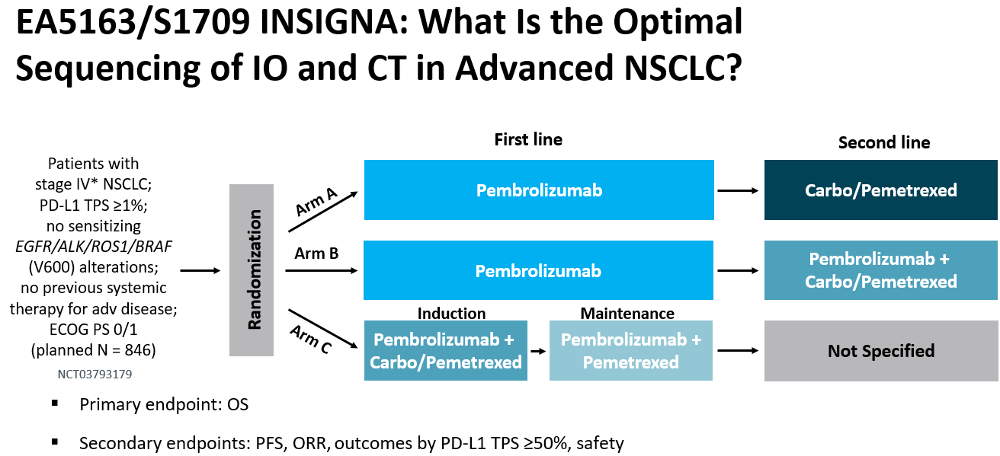 EA5163/S1709 INSIGNA: What Is the Optimal
Sequencing of IO and CT in Advanced NSCLC?
First line
Second line
Patients with
stage IV* NSCLC;
PD-L1 TPS ≥1%;
no sensitizing
EGFR/ALK/ROS1/BRAF
(V600) alterations;
no previous systemic
therapy for adv disease;
ECOG PS 0/1
(planned N = 846)
NCT03793179
Randomization
Arm A
Pembrolizumab
Carbo/Pemetrexed
Arm B
Pembrolizumab
Pembrolizumab +
Carbo/Pemetrexed
Arm C
Induction
Pembrolizumab +
Carbo/Pemetrexed
Maintenance
Pembrolizumab +
Pemetrexed
Not Specified
▪ Primary endpoint: OS
▪ Secondary endpoints: PFS, ORR, outcomes by PD-L1 TPS ≥50%, safety